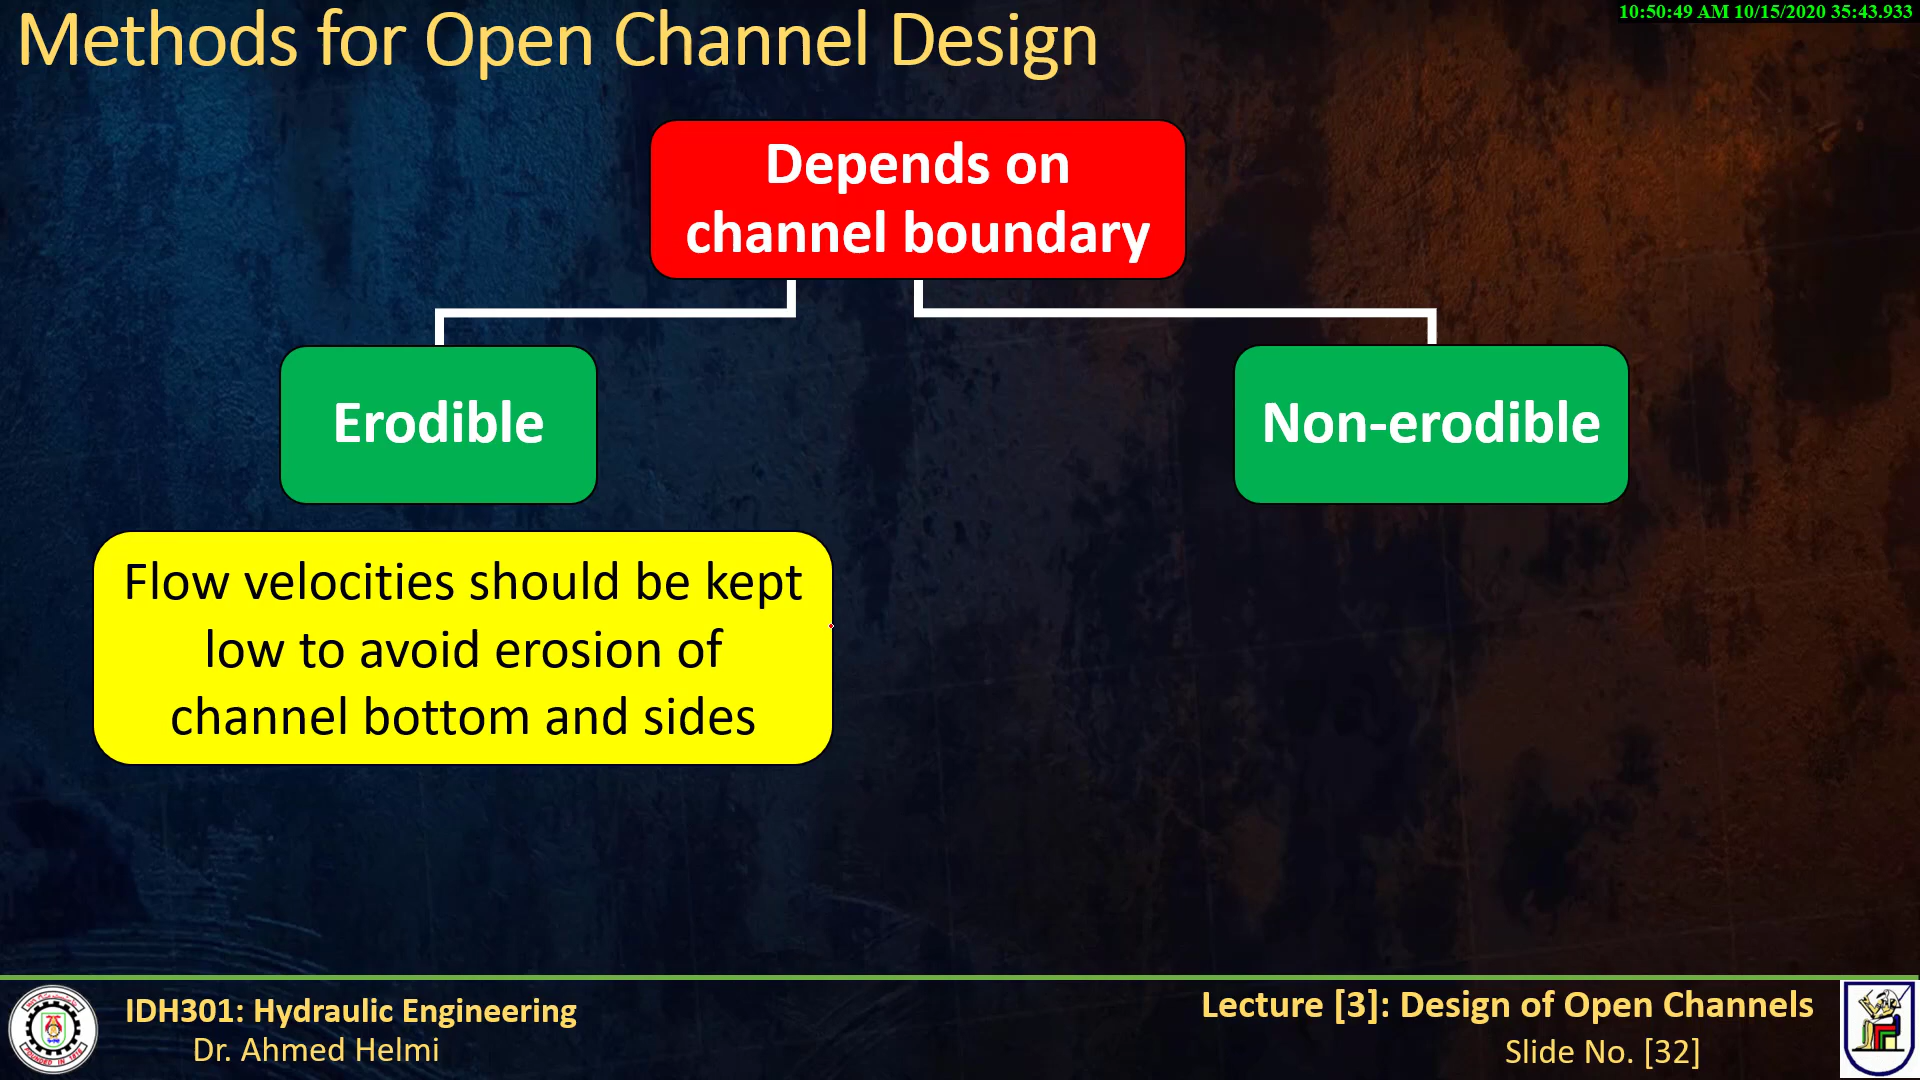 10:50:49 AM 10/15/2020 35:43.933
Methods for Open Channel Design
Depends on
channel boundary
Erodible
Non-erodible
Flow velocities should be kept
low to avoid erosion of
channel bottom and sides
IDH301: Hydraulic Engineering
Dr. Ahmed Helmi
Lecture [3]: Design of Open Channels
Slide No. [32]